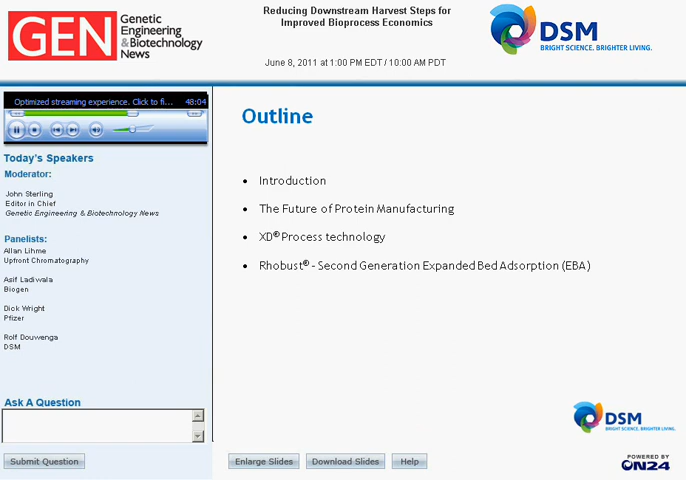 GEN
Genetic
Engineering
& Biotechnology
News
Reducing Downstream Harvest Steps for
Improved Bioprocess Economics
June 8, 2011 at 1:00 PM EDT / 10:00 AM PDT
DSM
BRIGHT SCIENCE. BRIGHTER LIVING.
Optimized streaming experience. Click to fi... 48:04
Today's Speakers
Moderator:
John Sterling
Editor in Chief
Genetic Engineering & Biotechnology News
Panelists:
Allan Lihme
Upfront Chromatography
Asif Ladiwala
Biogen
Dick Wright
Pfizer
Rolf Douwenga
DSM
Ask A Question
Submit Question
Outline
• Introduction
• The Future of Protein Manufacturing
• XD® Process technology
• Rhobust® - Second Generation Expanded Bed Adsorption (EBA)
DSM
BRIGHT SCIENCE. BRIGHTER LIVING.
Enlarge Slides
Download Slides
Help
POWERED BY
ON24